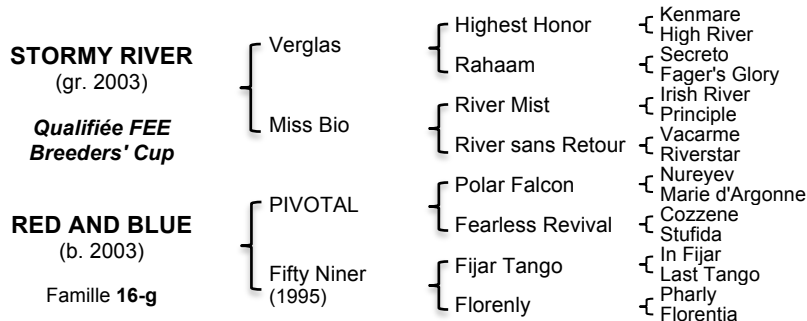 STORMY RIVER
(gr. 2003)
Qualifiée FEE
Breeders' Cup
RED AND BLUE
(b. 2003)
Famille 16-g
Verglas
Miss Bio
PIVOTAL
Fifty Niner
(1995)
Highest Honor
Rahaam
River Mist
River sans Retour
Polar Falcon
Fearless Revival
Fijar Tango
Florenly
Kenmare
High River
Secreto
Fager's Glory
Irish River
Principle
Vacarme
Riverstar
Nureyev
Marie d'Argonne
Cozzene
Stufida
In Fijar
Last Tango
Pharly
Florentia